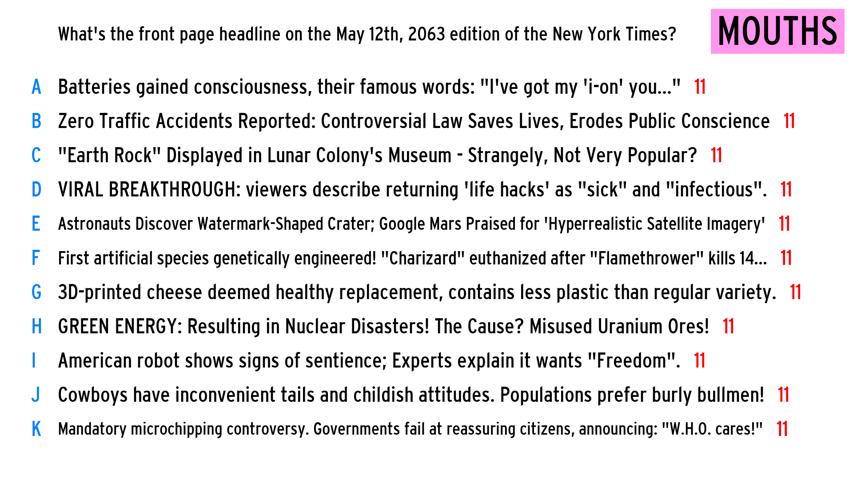 What's the front page headline on the May 12th, 2063 edition of the New York Times? MOUTHS
A Batteries gained consciousness, their famous words: "I've got my 'i-on' you..." 11
B Zero Traffic Accidents Reported: Controversial Law Saves Lives, Erodes Public Conscience 11
C "Earth Rock" Displayed in Lunar Colony's Museum - Strangely, Not Very Popular? 11
D VIRAL BREAKTHROUGH: viewers describe returning 'life hacks' as "sick" and "infectious". 11
E Astronauts Discover Watermark-Shaped Crater; Google Mars Praised for 'Hyperrealistic Satellite Imagery' 11
F First artificial species genetically engineered! "Charizard" euthanized after "Flamethrower" kills 14... 11
G 3D-printed cheese deemed healthy replacement, contains less plastic than regular variety. 11
H GREEN ENERGY: Resulting in Nuclear Disasters! The Cause? Misused Uranium Ores! 11
I American robot shows signs of sentience; Experts explain it wants "Freedom". 11
J Cowboys have inconvenient tails and childish attitudes. Populations prefer burly bullmen! 11
K Mandatory microchipping controversy. Governments fail at reassuring citizens, announcing: "W.H.O. cares!" 11